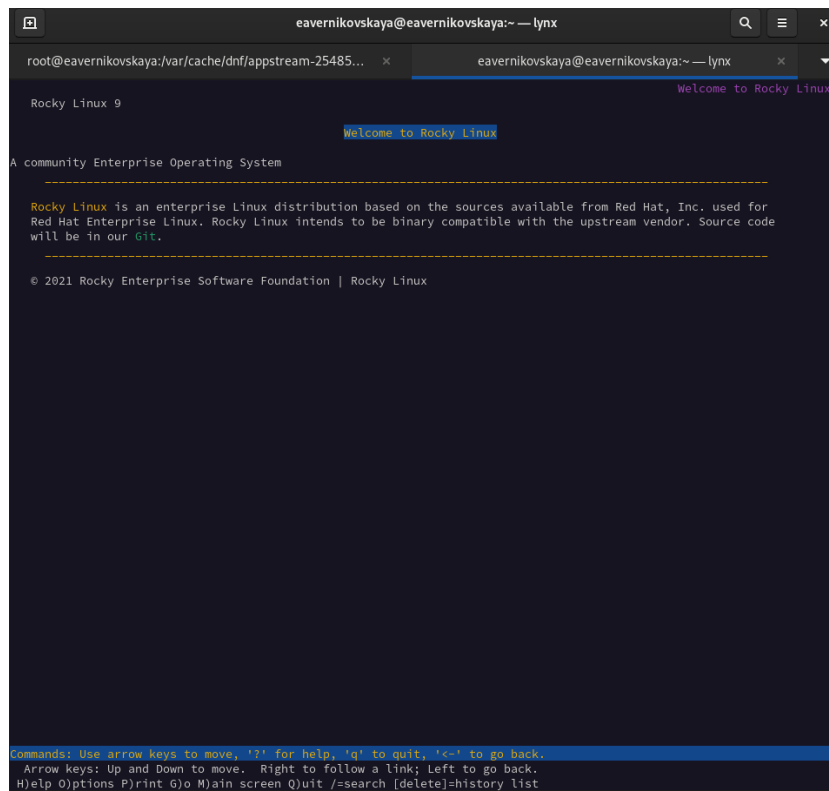 eavernikovskaya@eavernikovskaya:~ — lynx
root@eavernikovskaya:/var/cache/dnf/appstream-25485... × eavernikovskaya@eavernikovskaya:~ — lynx ×
Welcome to Rocky Linux
Rocky Linux 9
Welcome to Rocky Linux
A community Enterprise Operating System
Rocky Linux is an enterprise Linux distribution based on the sources available from Red Hat, Inc. used for
Red Hat Enterprise Linux. Rocky Linux intends to be binary compatible with the upstream vendor. Source code
will be in our Git.
© 2021 Rocky Enterprise Software Foundation | Rocky Linux
Commands: Use arrow keys to move, '?' for help, 'q' to quit, '<-' to go back.
Arrow keys: Up and Down to move. Right to follow a link; Left to go back.
H)elp O)ptions P)rint G)o M)ain screen Q)uit /=search [delete]=history list